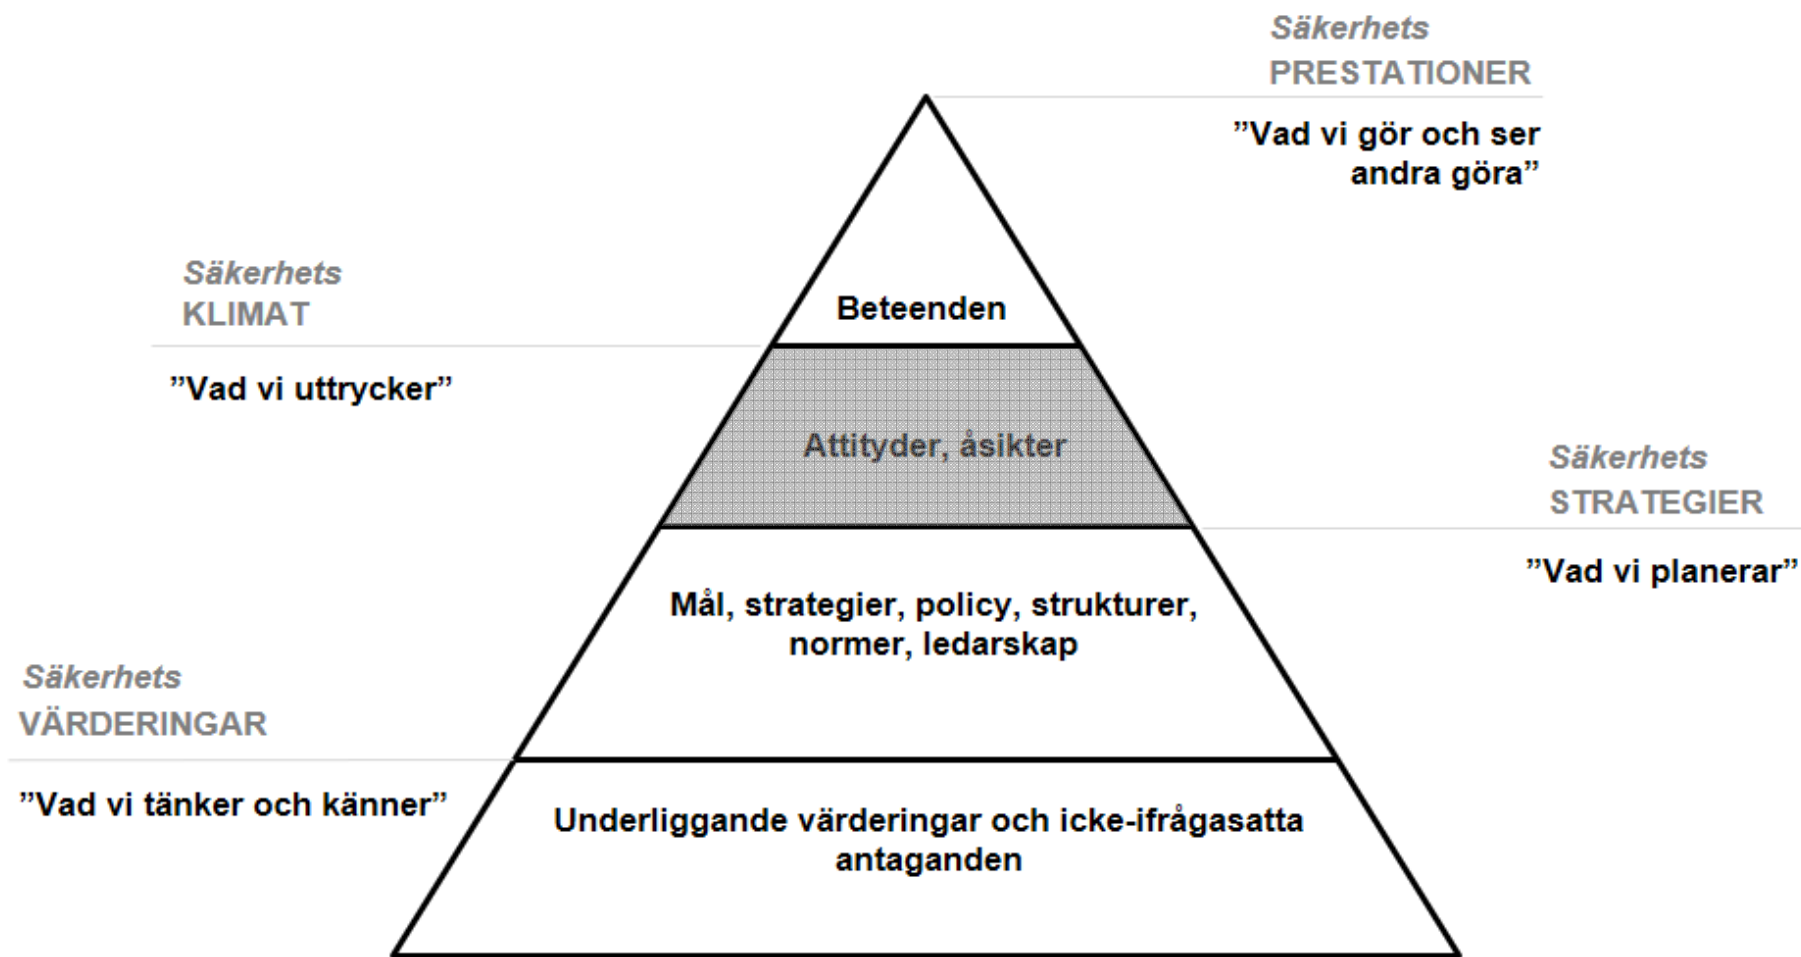 Säkerhets
PRESTATIONER
”Vad vi gör och ser
andra göra”
Säkerhets
KLIMAT
”Vad vi uttrycker”
Beteenden
Attityder, åsikter
Säkerhets
STRATEGIER
”Vad vi planerar”
Mål, strategier, policy, strukturer,
normer, ledarskap
Säkerhets
VÄRDERINGAR
”Vad vi tänker och känner”
Underliggande värderingar och icke-ifrågasatta
antaganden